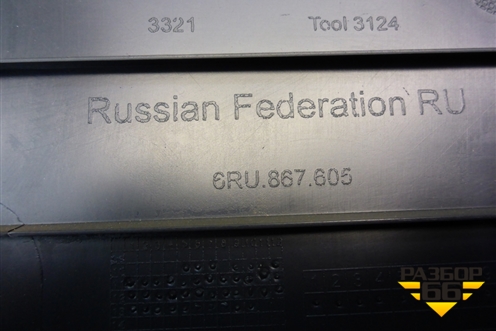 3321 Tool 3124
Russian Federation RU
6RU.867.605
РАЗБОР
66